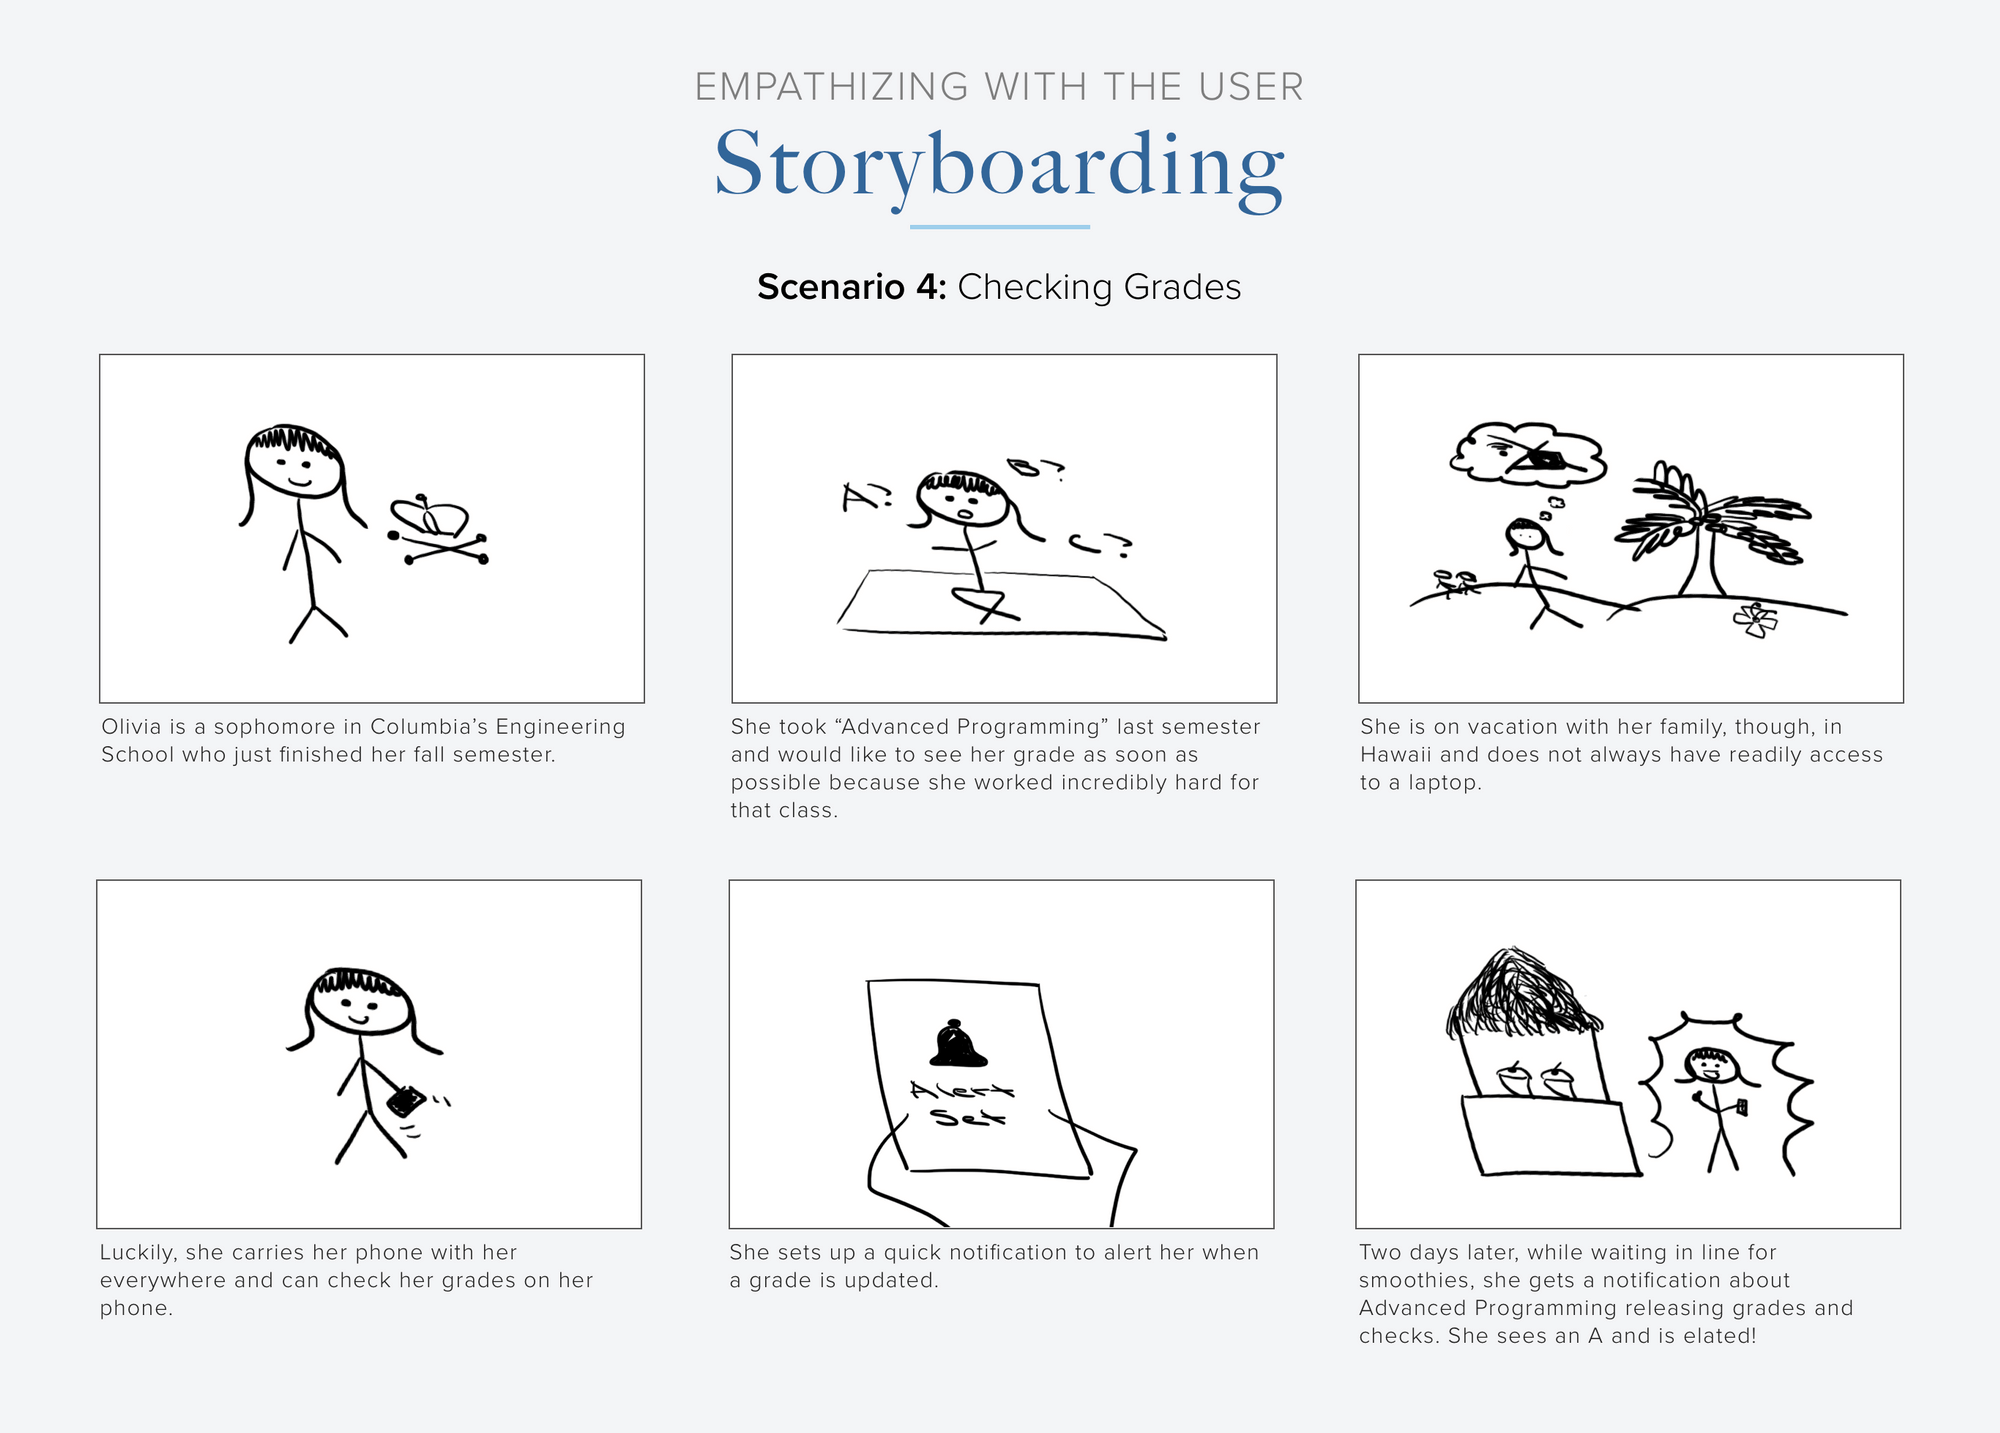 EMPATHIZING WITH THE USER
Storyboarding
Scenario 4: Checking Grades
A?
B?
C?
Olivia is a sophomore in Columbia’s Engineering
School who just finished her fall semester.
She took “Advanced Programming” last semester
and would like to see her grade as soon as
possible because she worked incredibly hard for
that class.
She is on vacation with her family, though, in
Hawaii and does not always have readily access
to a laptop.
Alert
Set
Luckily, she carries her phone with her
everywhere and can check her grades on her
phone.
She sets up a quick notification to alert her when
a grade is updated.
Two days later, while waiting in line for
smoothies, she gets a notification about
Advanced Programming releasing grades and
checks. She sees an A and is elated!